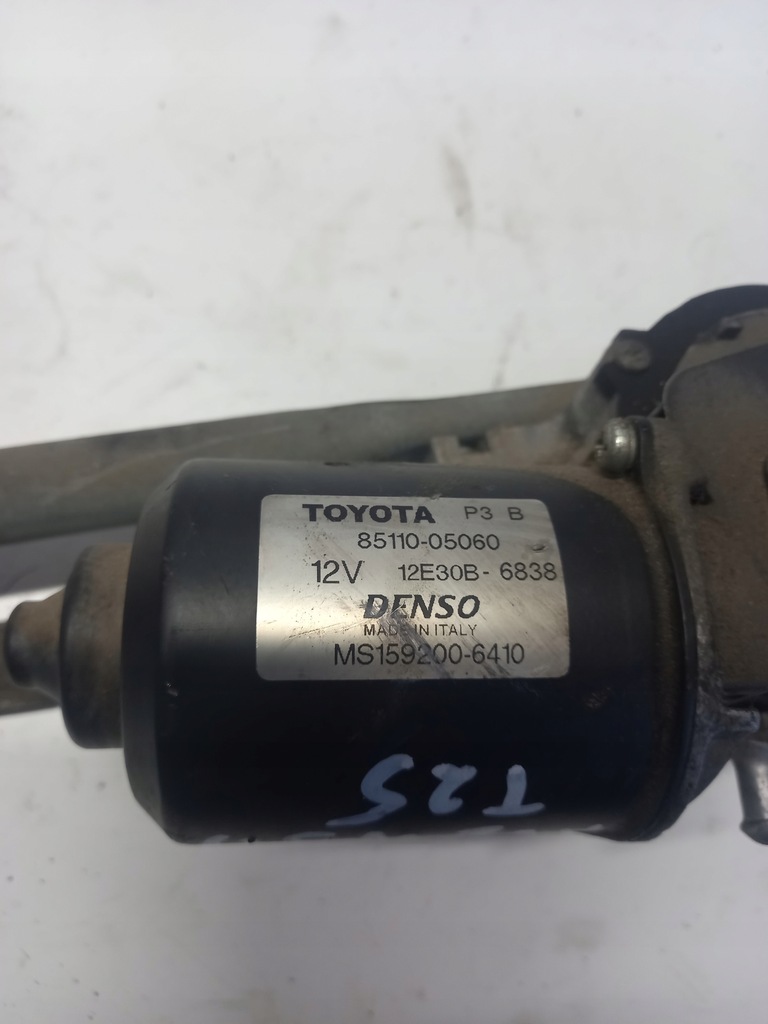 TOYOTA P3 B
85110-05060
12V 12E30B-6838
DENSO
MADE IN ITALY
MS159200-6410
T25